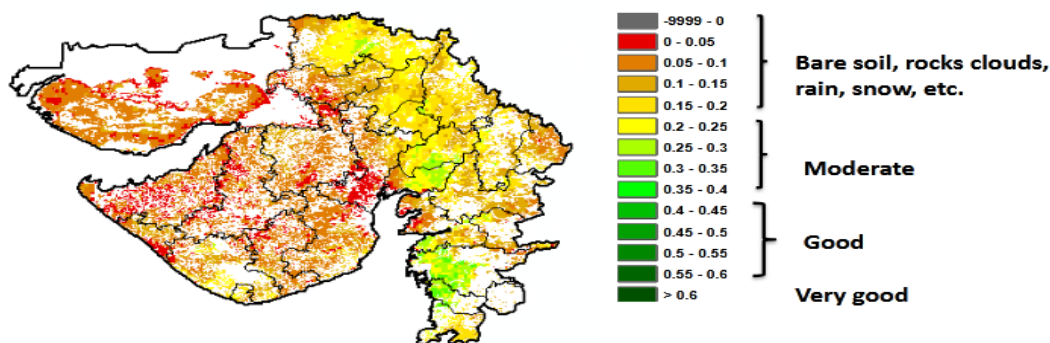 -9999 - 0
0 - 0.05
0.05 - 0.1
0.1 - 0.15
0.15 - 0.2
0.2 - 0.25
0.25 - 0.3
0.3 - 0.35
0.35 - 0.4
0.4 - 0.45
0.45 - 0.5
0.5 - 0.55
0.55 - 0.6
> 0.6
Bare soil, rocks clouds,
rain, snow, etc.
Moderate
Good
Very good